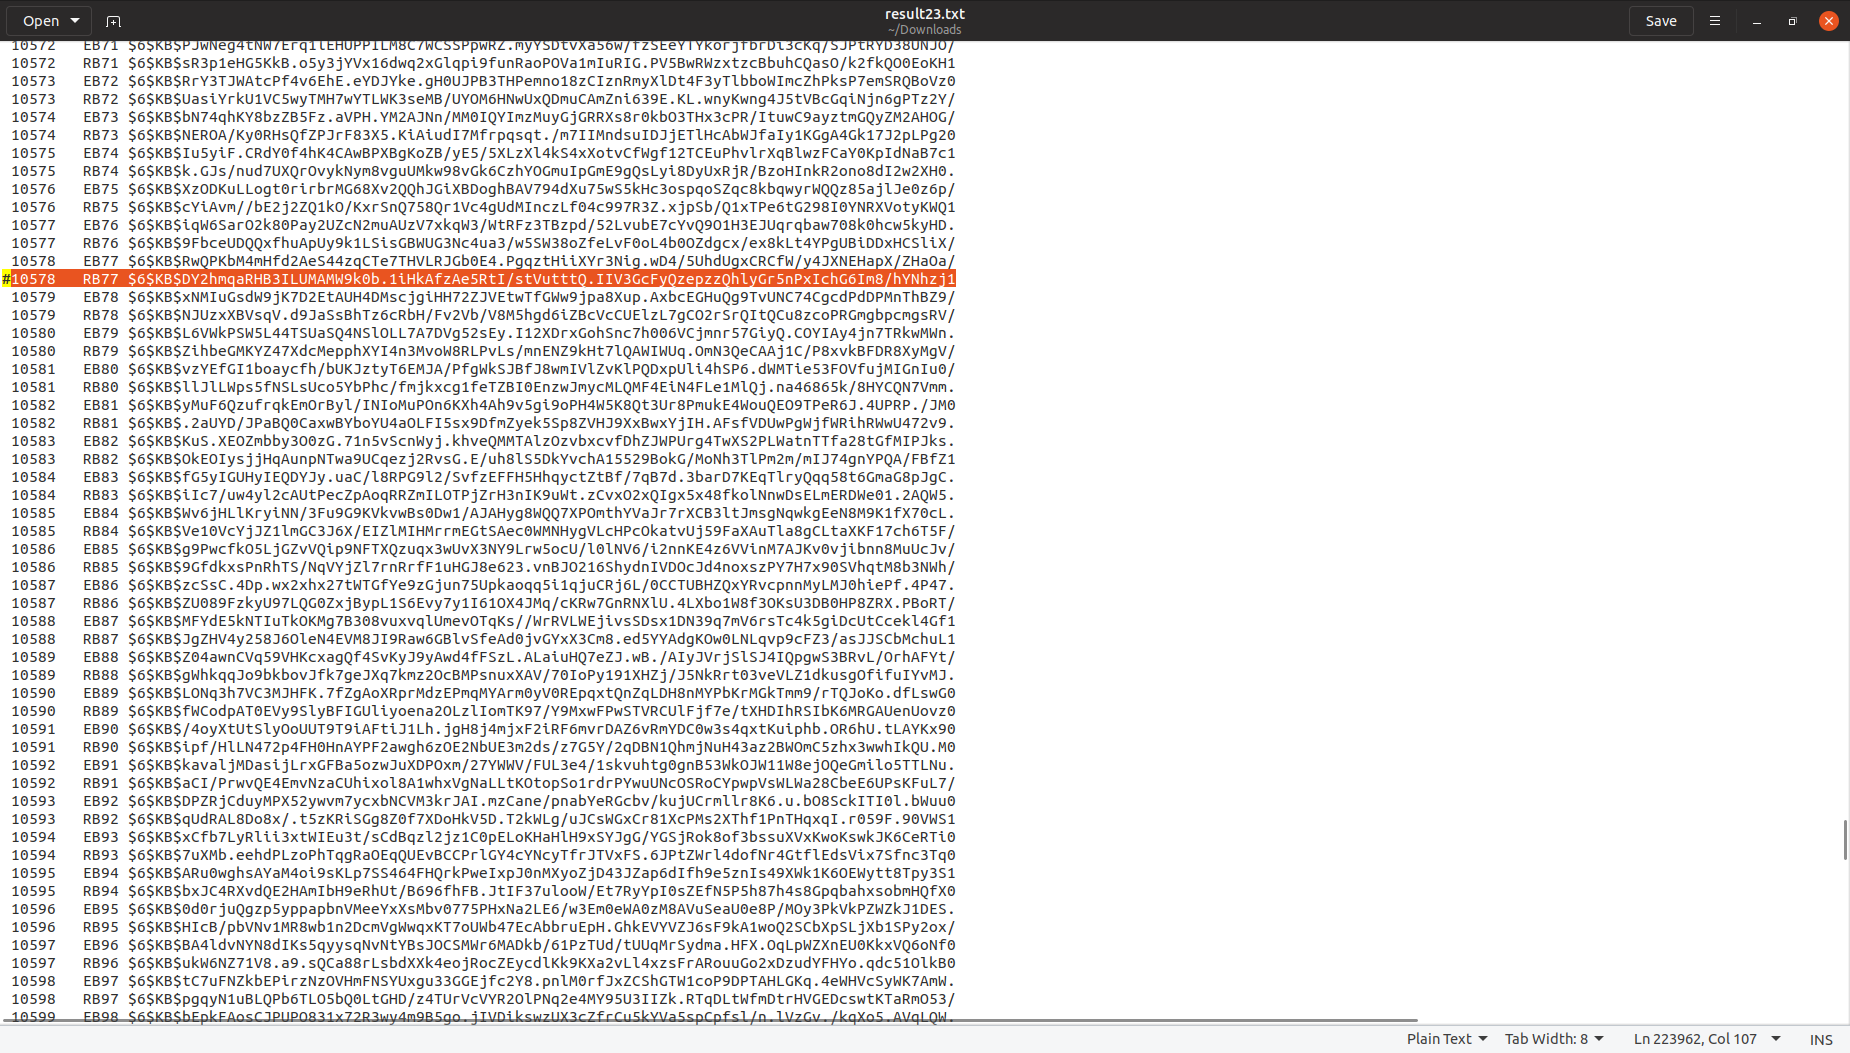 Open
result23.txt
~/Downloads
Save
10572 EB71
10572 RB71 $6$KB$sR3p1eHG5KkB.o5y3jYVx16dwq2xGlqpi9funRaoPOVa1mIuRIG.PV5BwRWzxtzcBbuhCQasO/k2fkQO0EoKH1
10573 EB72 $6$KB$RrY3TJWAtcPf4v6EhE.eYDJYke.gH0UJPB3THPemno18zCIznRmyXlDt4F3yTlbboWImcZhPksP7emSRQBoVz0
10573 RB72 $6$KB$UasiYrkU1VC5wyTMH7wYTLWK3seMB/UYOM6HNwUxQDmuCAmZni639E.KL.wnyKwng4J5tVBcGqiNjn6gPTz2Y/
10574 EB73 $6$KB$bN74qhKY8bzZB5Fz.aVPH.YM2AJNn/MM0IQYImzMuyGjGRRXs8r0kbO3THx3cPR/ItuwC9ayztmGQyZM2AHOG/
10574 RB73 $6$KB$NEROA/Ky0RHsQfZPJrF83X5.KiAiudI7Mfrpqsqt./m7IIMndsuIDJjETlHcAbWJfaIy1KGgA4Gk17J2pLPg20
10575 EB74 $6$KB$Iu5yiF.CRdY0f4hK4CAwBPXBgKoZB/yE5/5XLzXl4kS4xXotvCfWgf12TCEuPhvlrXqBlwzFCaY0KpIdNaB7c1
10575 RB74 $6$KB$k.GJs/nud7UXQrOvykNym8vguUMkw98vGk6CzhYOGmuIpGmE9gQsLyi8DyUxRjR/BzoHInkR2ono8dI2w2XH0.
10576 EB75 $6$KB$XzODKuLLogt0rirbrMG68Xv2QQhJGiXBDoghBAV794dXu75wS5kHc3ospqoSZqc8kbqwyrWQQz85ajlJe0z6p/
10576 RB75 $6$KB$cYiAvm//bE2j2ZQ1kO/KxrSnQ758Qr1Vc4gUdMInczLf04c997R3Z.xjpSb/Q1xTPe6tG298I0YNRXVotyKWQ1
10577 EB76 $6$KB$iqW6SarO2k80Pay2UZcN2muAUzV7xkqW3/WtRFz3TBzpd/52LvubE7cYvQ9O1H3EJUqrqbaw708k0hcw5kyHD.
10577 RB76 $6$KB$9FbceUDQQxfhuApUy9k1LSisGBWUG3Nc4ua3/w5SW38oZfeLvF0oL4b0OZdgcx/ex8kLt4YPgUBiDDxHCSliX/
10578 EB77 $6$KB$RwQPKbM4mHfd2AeS44zqCTe7THVLRJGb0E4.PgqztHiiXYr3Nig.wD4/5UhdUgxCRCfW/y4JXNEHapX/ZHaOa/
#10578 RB77 $6$KB$DY2hmqaRHB3ILUMAMW9k0b.1iHkAfzAe5RtI/stVutttQ.IIV3GcFyQzepzzQhlyGr5nPxIchG6Im8/hYNhzj1
10579 EB78 $6$KB$xNMIuGsdW9jK7D2EtAUH4DMscjgiHH72ZJVEtwTfGWw9jpa8Xup.AxbcEGHuQg9TvUNC74CgcdPdDPMnThBZ9/
10579 RB78 $6$KB$NJUzxXBVsqV.d9JaSsBhTz6cRbH/Fv2Vb/V8M5hgd6iZBcVcCUElzL7gCO2rSrQItQCu8zcoPRGmgbpcmgsRV/
10580 EB79 $6$KB$L6VWkPSW5L44TSUaSQ4NSlOLL7A7DVg52sEy.I12XDrxGohSnc7h006VCjmnr57GiyQ.COYIAy4jn7TRkwMWn.
10580 RB79 $6$KB$ZihbeGMKYZ47XdcMepphXYI4n3MvoW8RLPvLs/mnENZ9kHt7lQAWIWUq.OmN3QeCAAj1C/P8xvkBFDR8XyMgV/
10581 EB80 $6$KB$vzYEfGI1boaycfh/bUKJztyT6EMJA/PfgWkSJBfJ8wmIVlZvKlPQDxpUli4hSP6.dWMTie53FOVfujMIGnIu0/
10581 RB80 $6$KB$llJlLWps5fNSLsUco5YbPhc/fmjkxcg1feTZBI0EnzwJmycMLQMF4EiN4FLe1MlQj.na46865k/8HYCQN7Vmm.
10582 EB81 $6$KB$yMuF6QzufrqkEmOrByl/INIoMuPOn6KXh4Ah9v5gi9oPH4W5K8Qt3Ur8PmukE4WouQEO9TPeR6J.4UPRP./JM0
10582 RB81 $6$KB$.2aUYD/JPaBQ0CaxwBYboYU4aOLFI5sx9DfmZyek5Sp8ZVHJ9XxBwxYjIH.AFsfVDUwPgWjfWRihRWwU472v9.
10583 EB82 $6$KB$KuS.XEOZmbby3O0zG.71n5vScnWyj.khveQMMTAlzOzvbxcvfDhZJWPUrg4TwXS2PLWatnTTfa28tGfMIPJks.
10583 RB82 $6$KB$OkEOIysjjHqAunpNTwa9UCqezj2RvsG.E/uh8lS5DkYvchA15529BokG/MoNh3TlPm2m/mIJ74gnYPQA/FBfZ1
10584 EB83 $6$KB$fG5yIGUHyIEQDYJy.uaC/l8RPG9l2/SvfzEFFH5HhqyctZtBf/7qB7d.3barD7KEqTlryQqq58t6GmaG8pJgC.
10584 RB83 $6$KB$iIc7/uw4yl2cAUtPecZpAoqRRZmILOTPjZrH3nIK9uWt.zCvxO2xQIgx5x48fkolNnwDsELmERDWe01.2AQW5.
10585 EB84 $6$KB$Wv6jHLlKryiNN/3Fu9G9KVkvwBs0Dw1/AJAHyg8WQQ7XPOmthYVaJr7rXCB3ltJmsgNqwkgEeN8M9K1fX70cL.
10585 RB84 $6$KB$Ve10VcYjJZ1lmGC3J6X/EIZlMIHMrrmEGtSAec0WMNHygVLcHPcOkatvUj59FaXAuTla8gCLtaXKF17ch6T5F/
10586 EB85 $6$KB$g9PwcfkO5LjGZvVQip9NFTXQzuqx3wUvX3NY9Lrw5ocU/l0lNV6/i2nnKE4z6VVinM7AJKv0vjibnn8MuUcJv/
10586 RB85 $6$KB$9GfdkxsPnRhTS/NqVYjZl7rnRrfF1uHGJ8e623.vnBJO216ShydnIVDOcJd4noxszPY7H7x90SVhqtM8b3NWh/
10587 EB86 $6$KB$zcSsC.4Dp.wx2xhx27tWTGfYe9zGjun75Upkaoqq5i1qjuCRj6L/0CCTUBHZQxYRvcpnnMyLMJ0hiePf.4P47.
10587 RB86 $6$KB$ZU089FzkyU97LQG0ZxjBypL1S6Evy7y1I61OX4JMq/cKRw7GnRNXlU.4LXbo1W8f3OKsU3DB0HP8ZRX.PBoRT/
10588 EB87 $6$KB$MFYdE5kNTIuTkOKMg7B308vuxvqlUmevOTqKs//WrRVLWEjivsSDsx1DN39q7mV6rsTc4k5giDcUtCcekl4Gf1
10588 RB87 $6$KB$JgZHV4y258J6OleN4EVM8JI9Raw6GBlvSfeAd0jvGYxX3Cm8.ed5YYAdgKOw0LNLqvp9cFZ3/asJJSCbMchuL1
10589 EB88 $6$KB$Z04awnCVq59VHKcxagQf4SvKyJ9yAwd4fFSzL.ALaiuHQ7eZJ.wB./AIyJVrjSlSJ4IQpgwS3BRvL/OrhAFYt/
10589 RB88 $6$KB$gWhkqqJo9bkbovJfk7geJXq7kmz2OcBMPsnuxXAV/70IoPy191XHZj/J5NkRrt03veVLZ1dkusgOfifuIYvMJ.
10590 EB89 $6$KB$LONq3h7VC3MJHFK.7fZgAoXRprMdzEPmqMYArm0yV0REpqxtQnZqLDH8nMYPbKrMGkTmm9/rTQJoKo.dfLswG0
10590 RB89 $6$KB$fWCodpAT0EVy9SlyBFIGUliyoena2OLzlIomTK97/Y9MxwFPwSTVRCUlFjf7e/tXHDIhRSIbK6MRGAUenUovz0
10591 EB90 $6$KB$/4oyXtUtSlyOoUUT9T9iAFtiJ1Lh.jgH8j4mjxF2iRF6mvrDAZ6vRmYDC0w3s4qxtKuiphb.OR6hU.tLAYKx90
10591 RB90 $6$KB$ipf/HlLN472p4FH0HnAYPF2awgh6zOE2NbUE3m2ds/z7G5Y/2qDBN1QhmjNuH43az2BWOmC5zhx3wwhIkQU.M0
10592 EB91 $6$KB$kavaljMDasijLrxGFBa5ozwJuXDPOxm/27YWWV/FUL3e4/1skvuhtg0gnB53WkOJW11W8ejOQeGmilo5TTLNu.
10592 RB91 $6$KB$aCI/PrwvQE4EmvNzaCUhixol8A1whxVgNaLLtKOtopSo1rdrPYwuUNcOSRoCYpwpVsWLWa28CbeE6UPsKFuL7/
10593 EB92 $6$KB$DPZRjCduyMPX52ywvm7ycxbNCVM3krJAI.mzCane/pnabYeRGcbv/kujUCrmllr8K6.u.bO8SckITI0l.bWuu0
10593 RB92 $6$KB$qUdRAL8Do8x/.t5zKRiSGg8Z0f7XDoHkV5D.T2kWLg/uJCsWGxCr81XcPMs2XThf1PnTHqxqI.r059F.90VWS1
10594 EB93 $6$KB$xCfb7LyRlii3xtWIEu3t/sCdBqzl2jz1C0pELoKHaHlH9xSYJgG/YGSjRok8of3bssuXVxKwoKswkJK6CeRTi0
10594 RB93 $6$KB$7uXMb.eehdPLzoPhTqgRaOEqQUEvBCCPrlGY4cYNcyTfrJTVxFS.6JPtZWrl4dofNr4GtflEdsVix7Sfnc3Tq0
10595 EB94 $6$KB$ARu0wghsAYaM4oi9sKLp7SS464FHQrkPweIxpJ0nMXyoZjD43JZap6dIfh9e5znIs49XWk1K6OEWytt8Tpy3S1
10595 RB94 $6$KB$bxJC4RXvdQE2HAmIbH9eRhUt/B696fhFB.JtIF37ulooW/Et7RyYpI0sZEfN5P5h87h4s8GpqbahxsobmHQfX0
10596 EB95 $6$KB$0d0rjuQgzp5yppapbnVMeeYxXsMbv0775PHxNa2LE6/w3Em0eWA0zM8AVuSeaU0e8P/MOy3PkVkPZWZkJ1DES.
10596 RB95 $6$KB$HIcB/pbVNv1MR8wb1n2DcmVgWwqxKT7oUWb47EcAbbruEpH.GhkEVYVZJ6sF9kA1woQ2SCbXpSLjXb1SPy2ox/
10597 EB96 $6$KB$BA4ldvNYN8dIKs5qyysqNvNtYBsJOCSMWr6MADkb/61PzTUd/tUUqMrSydma.HFX.OqLpWZXnEU0KkxVQ6oNf0
10597 RB96 $6$KB$ukW6NZ71V8.a9.sQCa88rLsbdXXk4eojRocZEycdlKk9KXa2vLl4xzsFrARouuGo2xDzudYFHYo.qdc51OlkB0
10598 EB97 $6$KB$tC7uFNZkbEPirzNzOVHmFNSYUxgu33GGEjfc2Y8.pnlM0rfJxZCShGTW1coP9DPTAHLGKq.4eWHVcSyWK7AmW.
10598 RB97 $6$KB$pgqyN1uBLQPb6TLO5bQ0LtGHD/z4TUrVcVYR2OlPNq2e4MY95U3IIZk.RTqDLtWfmDtrHVGEDcswtKTaRmO53/
10599 EB98
Plain Text
Tab Width: 8
Ln 223962, Col 107
INS